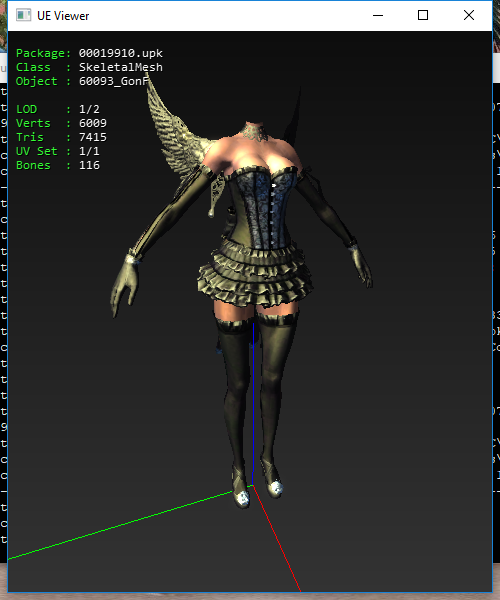 UE Viewer
Package: 00019910.upk
Class : SkeletalMesh
Object : 60093_GonF
LOD : 1/2
Verts : 6009
Tris : 7415
UV Set : 1/1
Bones : 116